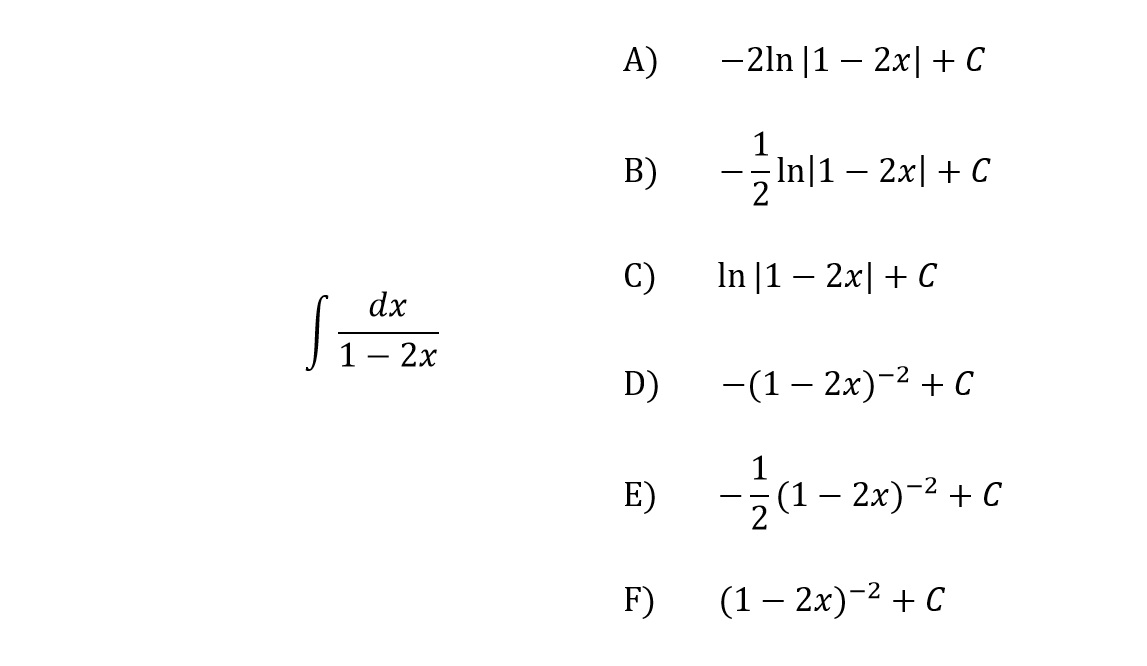 A) −2ln |1 − 2x| + C
B) −1/2 ln|1 − 2x| + C
C) ln |1 − 2x| + C
∫ dx/(1 − 2x)
D) −(1 − 2x)⁻² + C
E) −1/2 (1 − 2x)⁻² + C
F) (1 − 2x)⁻² + C